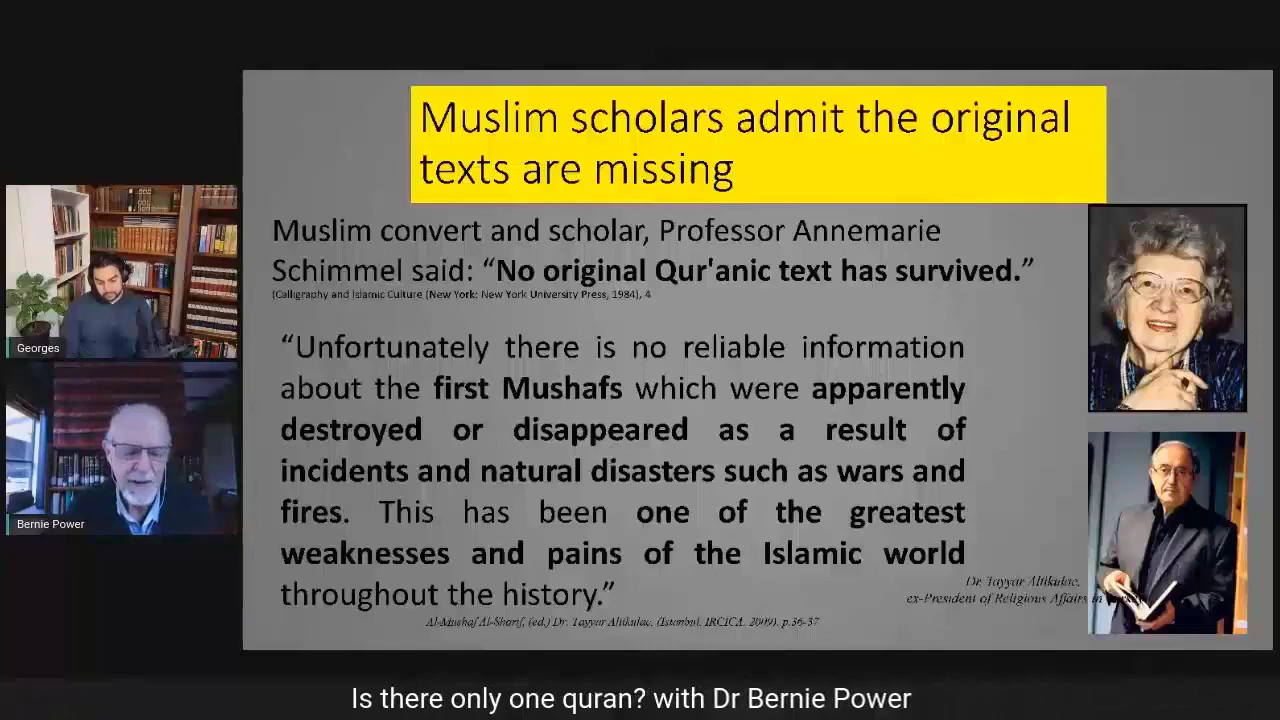 Muslim scholars admit the original
texts are missing
Muslim convert and scholar, Professor Annemarie
Schimmel said: “No original Qur'anic text has survived.”
(Calligraphy and Islamic Culture (New York: New York University Press, 1984), 4
“Unfortunately there is no reliable information
about the first Mushafs which were apparently
destroyed or disappeared as a result of
incidents and natural disasters such as wars and
fires. This has been one of the greatest
weaknesses and pains of the Islamic world
throughout the history.”
Dr. Tayyar Altikulac,
ex-President of Religious Affairs in
Al-Mushaf Al-Sharif, (ed.) Dr. Tayyar Altikulac, (Istanbul, IRCICA, 2009), p.36-37
Georges
Bernie Power
Is there only one quran? with Dr Bernie Power